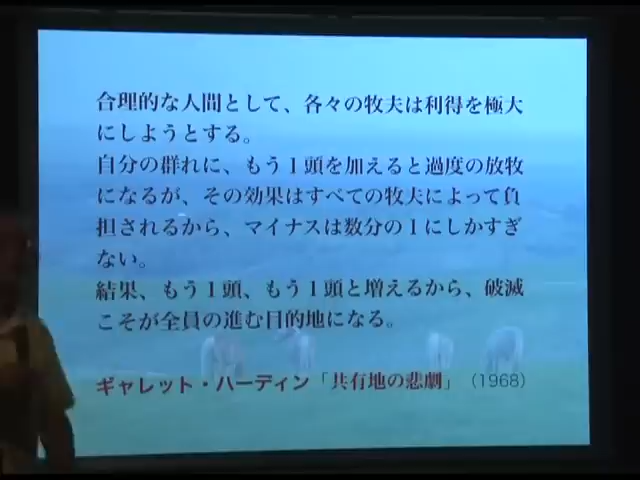 合理的な人間として、各々の牧夫は利得を極大
にしようとする。
自分の群れに、もう１頭を加えると過度の放牧
になるが、その効果はすべての牧夫によって負
担されるから、マイナスは数分の１にしかすぎ
ない。
結果、もう１頭、もう１頭と増えるから、破滅
こそが全員の進む目的地になる。
ギャレット・ハーディン「共有地の悲劇」（1968）